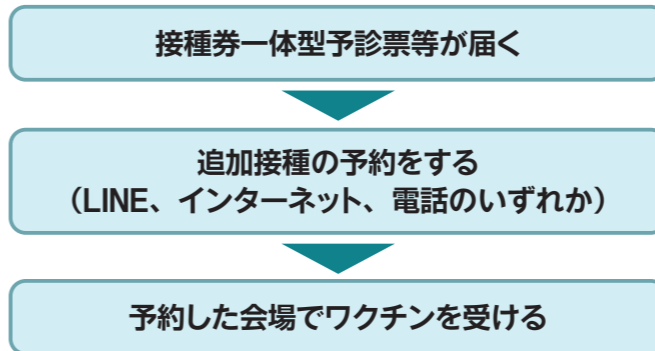 接種券一体型予診票等が届く
追加接種の予約をする
（LINE、インターネット、電話のいずれか）
予約した会場でワクチンを受ける